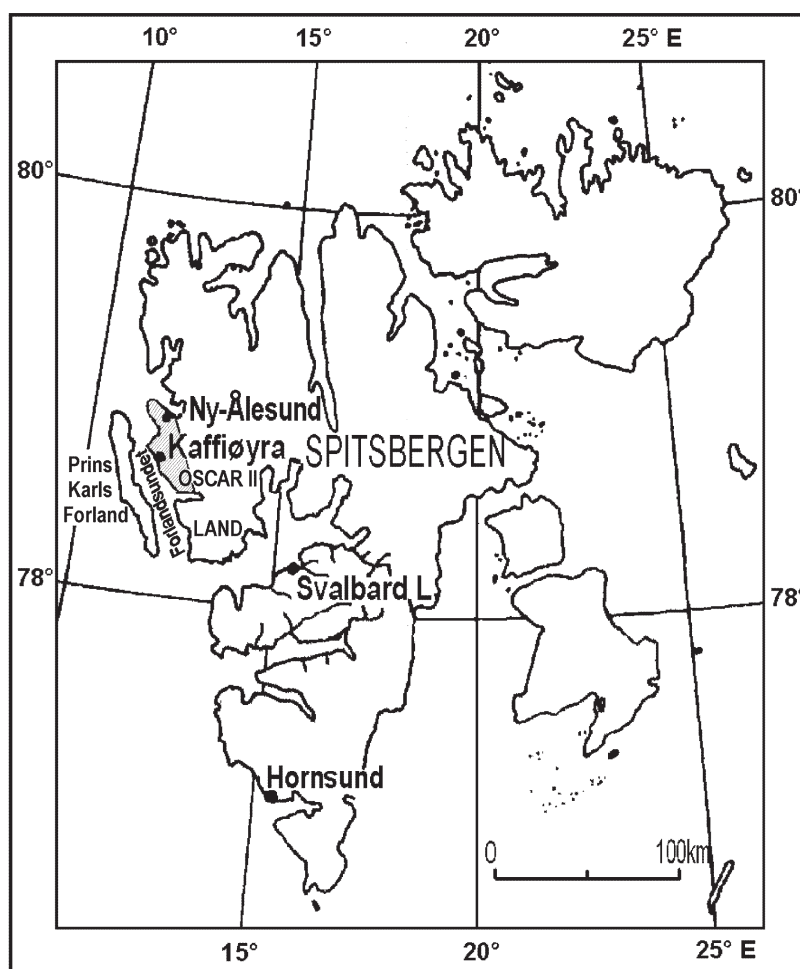 10° 15° 20° 25° E
80° 80°
Ny-Ålesund
Kaffiøyra
SPITSBERGEN
Prins
Karls
Forland
Forlandsundet
OSCAR II
LAND
78° 78°
Svalbard L
Hornsund
0 100km
15° 20° 25° E